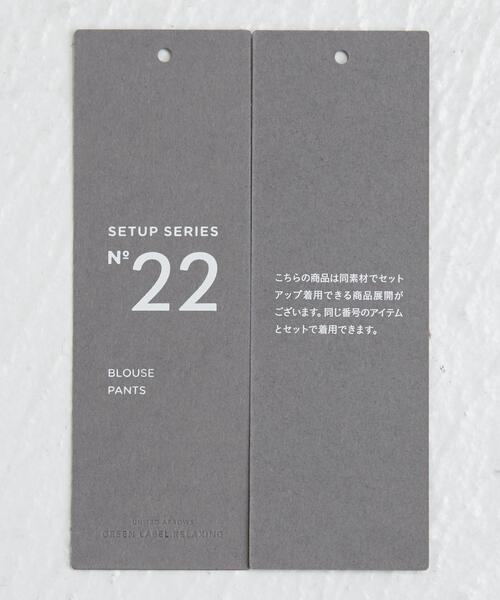 SETUP SERIES
Nº22
BLOUSE
PANTS
UNITED ARROWS
GREEN LABEL RELAXING
こちらの商品は同素材でセット
アップ着用できる商品展開が
ございます。同じ番号のアイテム
とセットで着用できます。